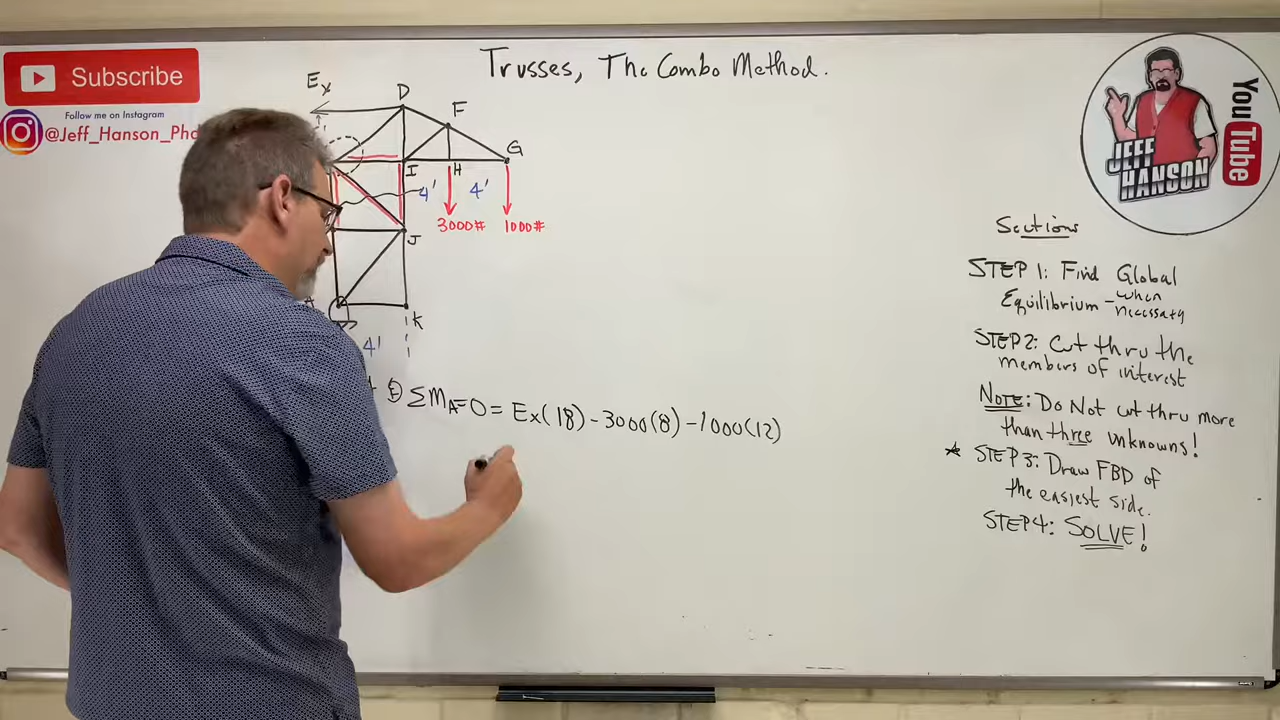 Subscribe
Follow me on Instagram
@Jeff_Hanson_Phd
Trusses, The Combo Method.
Ex
D
F
G
I
H
4'
4'
3000#
1000#
J
K
4'
ΣMA=0= Ex(18) -3000(8) -1000(12)
JEFF HANSON
YouTube
Sections
STEP 1: Find Global
Equilibrium - when
necessary
STEP 2: Cut thru the
members of interest
NOTE: Do Not cut thru more
than three unknowns!
STEP 3: Draw FBD of
the easiest side.
STEP 4: SOLVE!